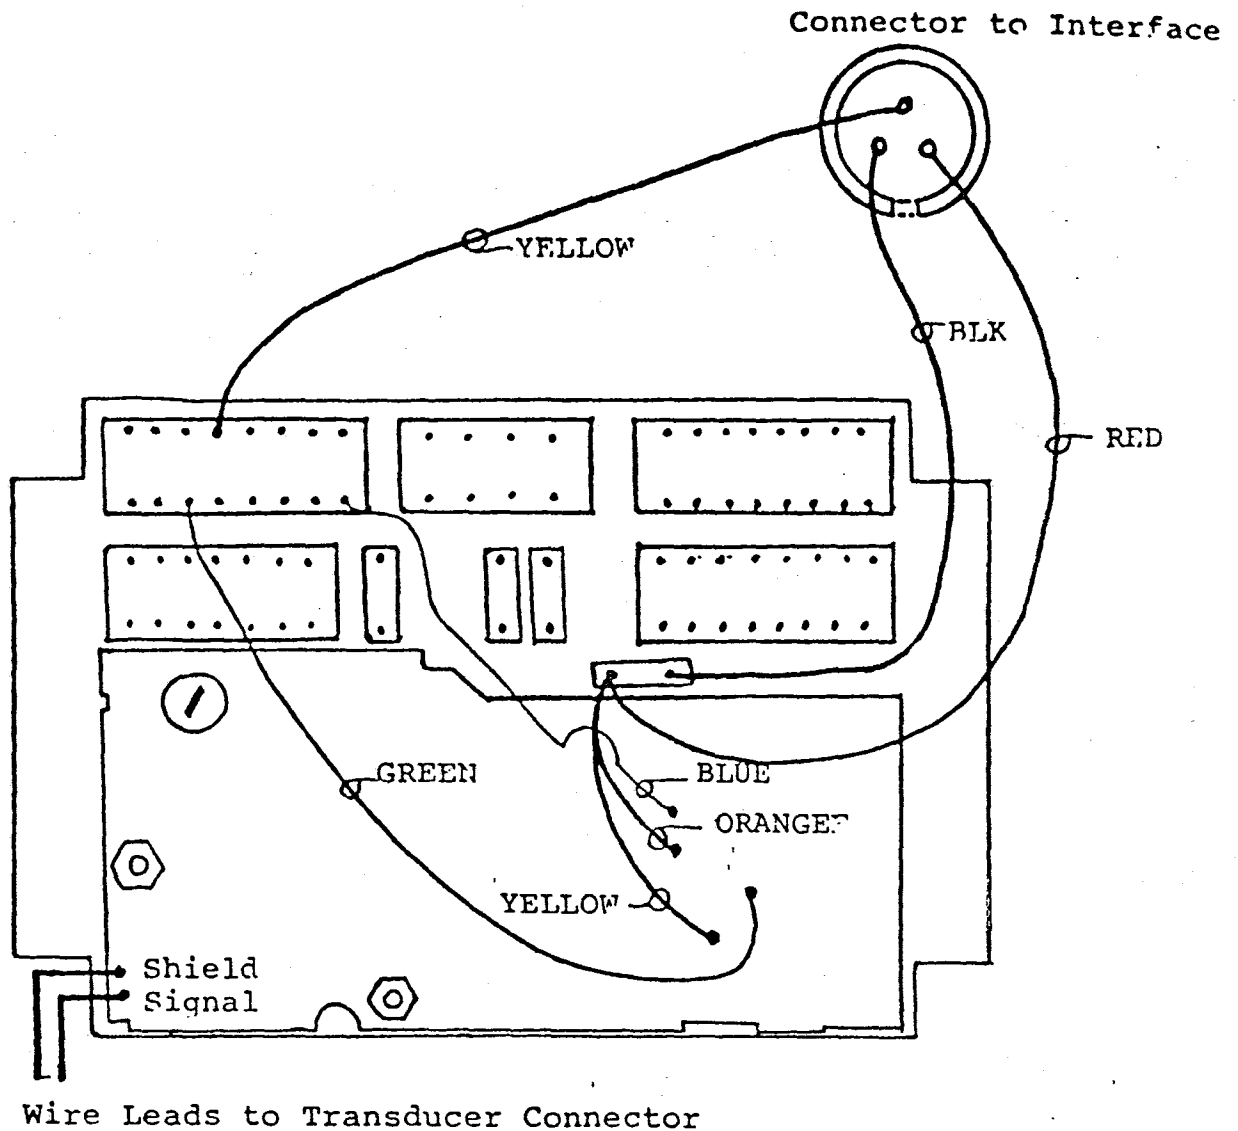 Connector to Interface
YELLOW
BLK
RED
GREEN
BLUE
ORANGE
YELLOW
Shield
Signal
Wire Leads to Transducer Connector